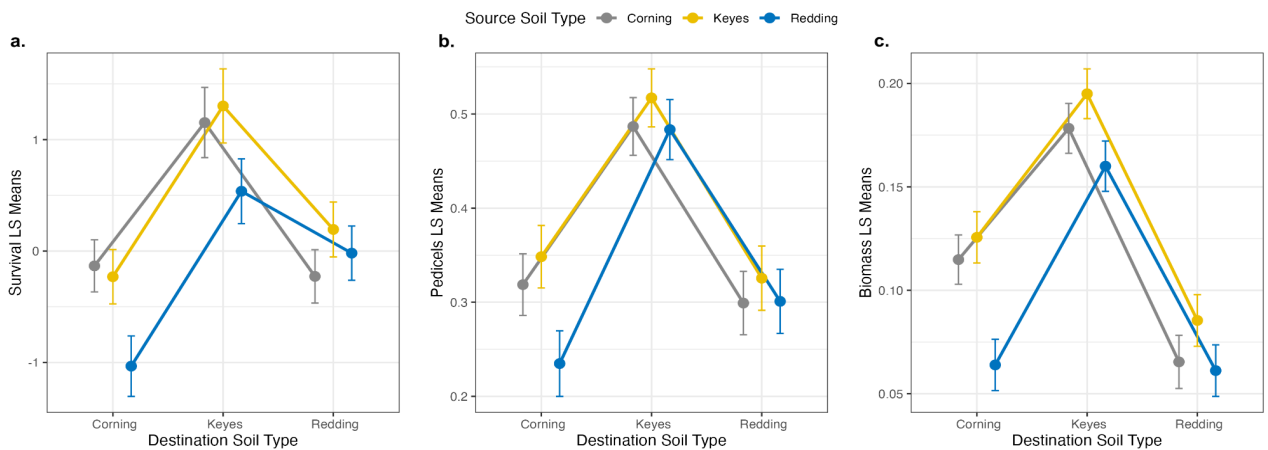 Source Soil Type Corning Keyes Redding
a.
Survival LS Means
1
0
-1
Corning Keyes Redding
Destination Soil Type
b.
Pedicels LS Means
0.5
0.4
0.3
0.2
Corning Keyes Redding
Destination Soil Type
c.
Biomass LS Means
0.20
0.15
0.10
0.05
Corning Keyes Redding
Destination Soil Type